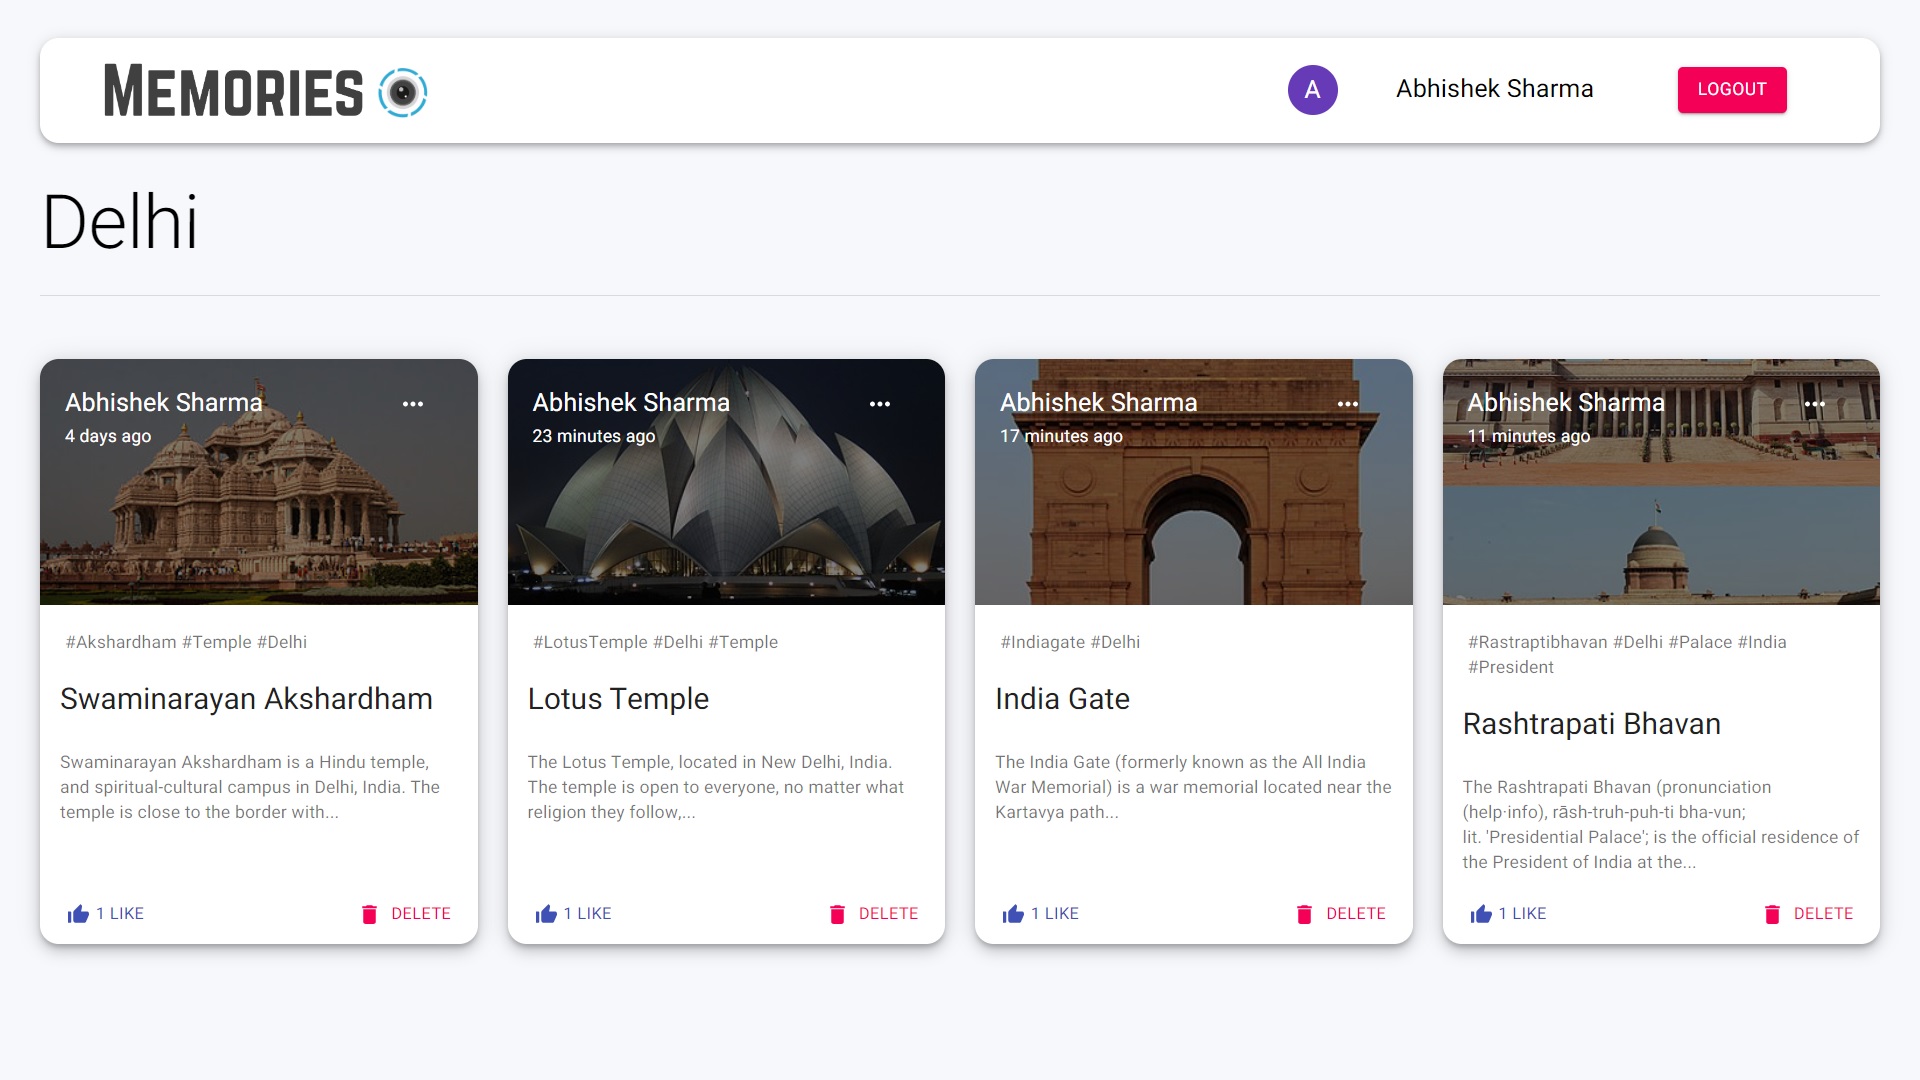 MEMORIES
A
Abhishek Sharma
LOGOUT
Delhi
Abhishek Sharma
4 days ago
#Akshardham #Temple #Delhi
Swaminarayan Akshardham
Swaminarayan Akshardham is a Hindu temple,
and spiritual-cultural campus in Delhi, India. The
temple is close to the border with...
1 LIKE
DELETE
Abhishek Sharma
23 minutes ago
#LotusTemple #Delhi #Temple
Lotus Temple
The Lotus Temple, located in New Delhi, India.
The temple is open to everyone, no matter what
religion they follow,...
1 LIKE
DELETE
Abhishek Sharma
17 minutes ago
#Indiagate #Delhi
India Gate
The India Gate (formerly known as the All India
War Memorial) is a war memorial located near the
Kartavya path...
1 LIKE
DELETE
Abhishek Sharma
11 minutes ago
#Rastraptibhavan #Delhi #Palace #India
#President
Rashtrapati Bhavan
The Rashtrapati Bhavan (pronunciation
(help·info), rāsh-truh-puh-ti bha-vun;
lit. 'Presidential Palace'; is the official residence of
the President of India at the...
1 LIKE
DELETE